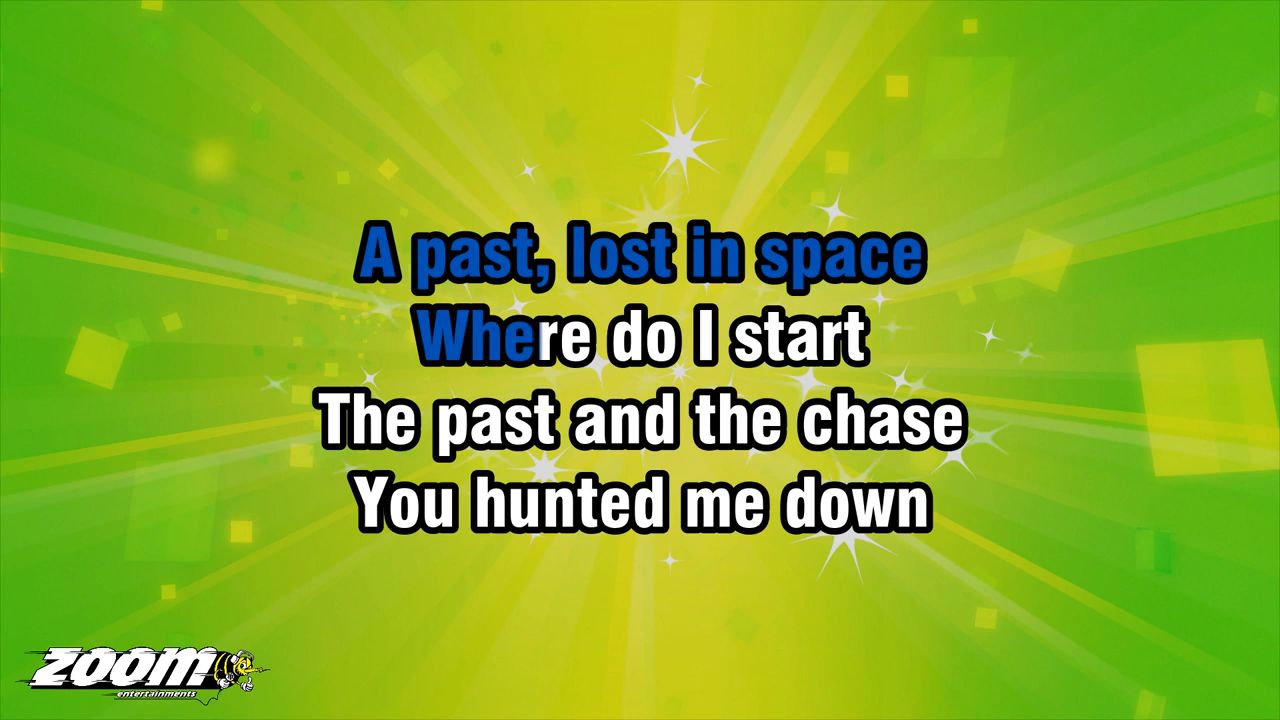 A past, lost in space
Where do I start
The past and the chase
You hunted me down
zoom
entertainments